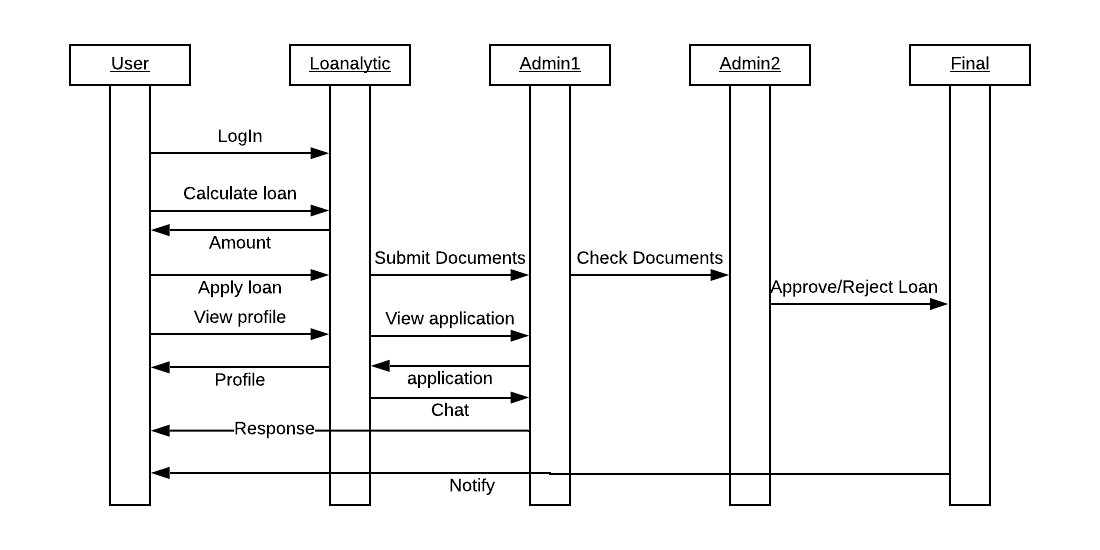 User
Loanalytic
Admin1
Admin2
Final
LogIn
Calculate loan
Amount
Submit Documents
Check Documents
Apply loan
Approve/Reject Loan
View profile
View application
Profile
application
Chat
Response
Notify